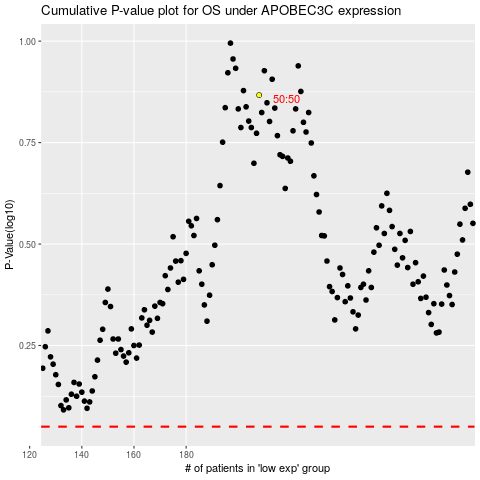 Cumulative P-value plot for OS under APOBEC3C expression
P-Value(log10)
1.00
0.75
0.50
0.25
50:50
120 140 160 180
# of patients in 'low exp' group